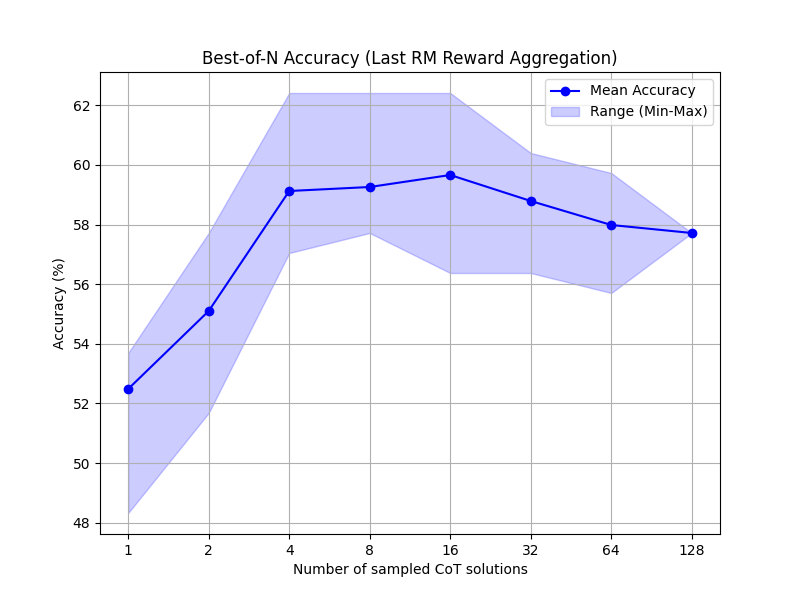 Best-of-N Accuracy (Last RM Reward Aggregation)
Mean Accuracy
Range (Min-Max)
Accuracy (%)
62
60
58
56
54
52
50
48
1 2 4 8 16 32 64 128
Number of sampled CoT solutions